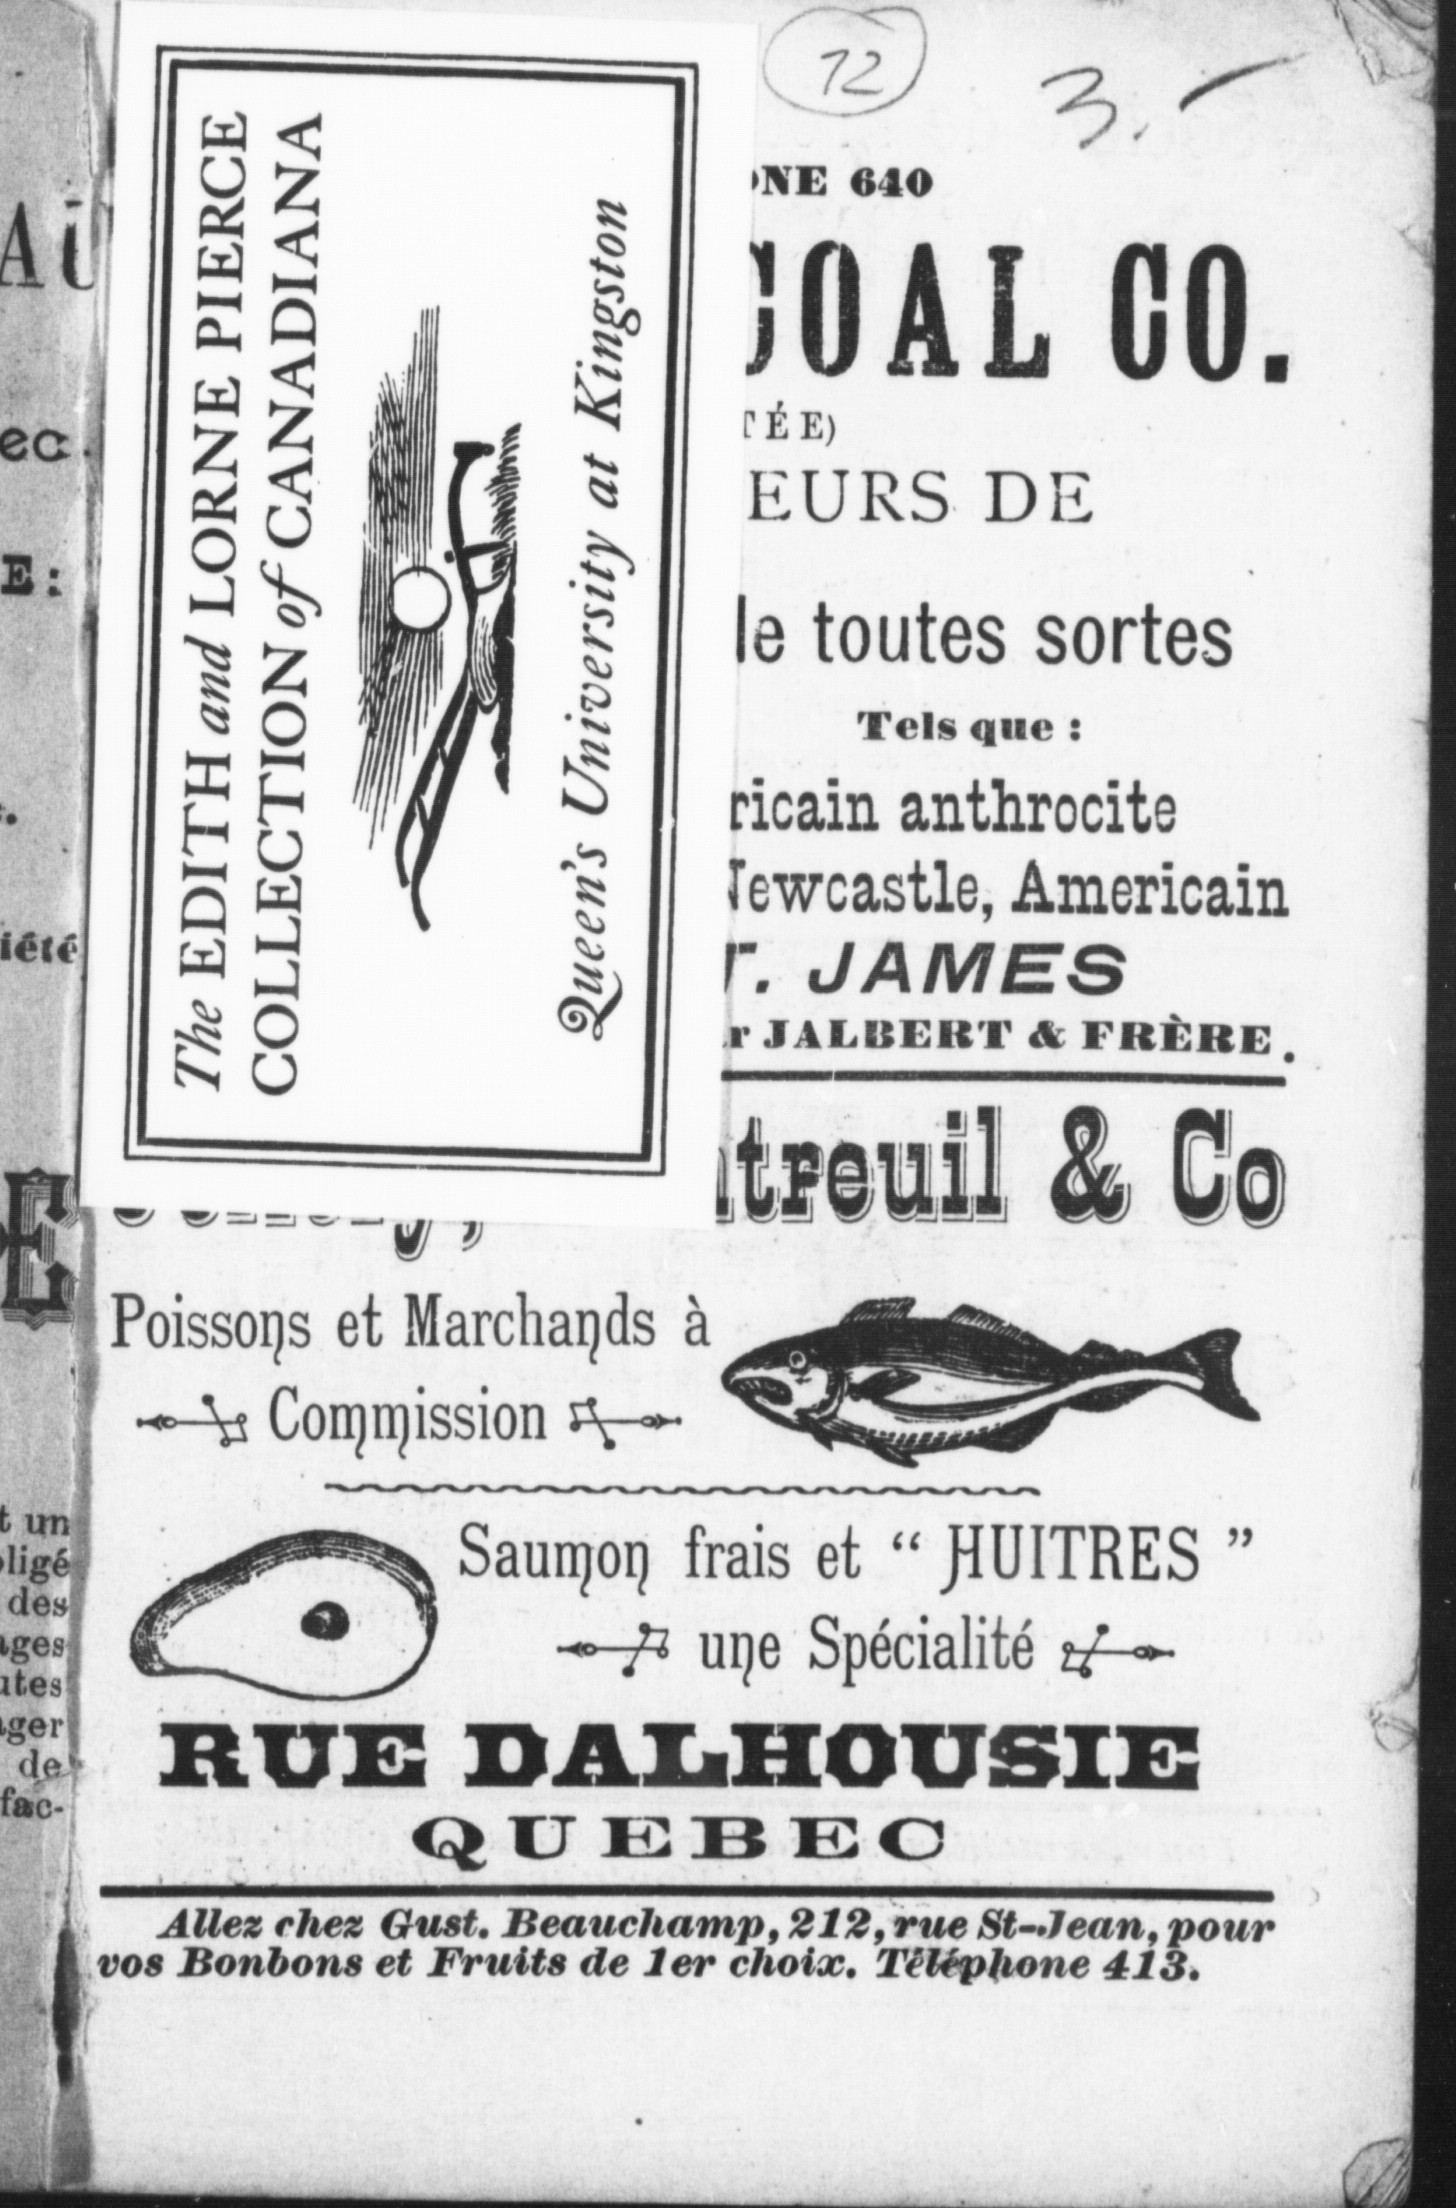 72
3.-
The EDITH and LORNE PIERCE
COLLECTION of CANADIANA
Queen's University at Kingston
NE 640
COAL CO.
TÉE)
EURS DE
de toutes sortes
Tels que :
ricain anthrocite
Newcastle, Americain
. JAMES
r JALBERT & FRÈRE.
treuil & Co
Poissons et Marchands à
Commission
Saumon frais et “ HUITRES ”
une Spécialité
RUE DALHOUSIE
QUEBEC
Allez chez Gust. Beauchamp, 212, rue St-Jean, pour
vos Bonbons et Fruits de 1er choix. Téléphone 413.
ec.
E :
iété
E
t un
ligé
des
ages
utes
ager
de
fac-